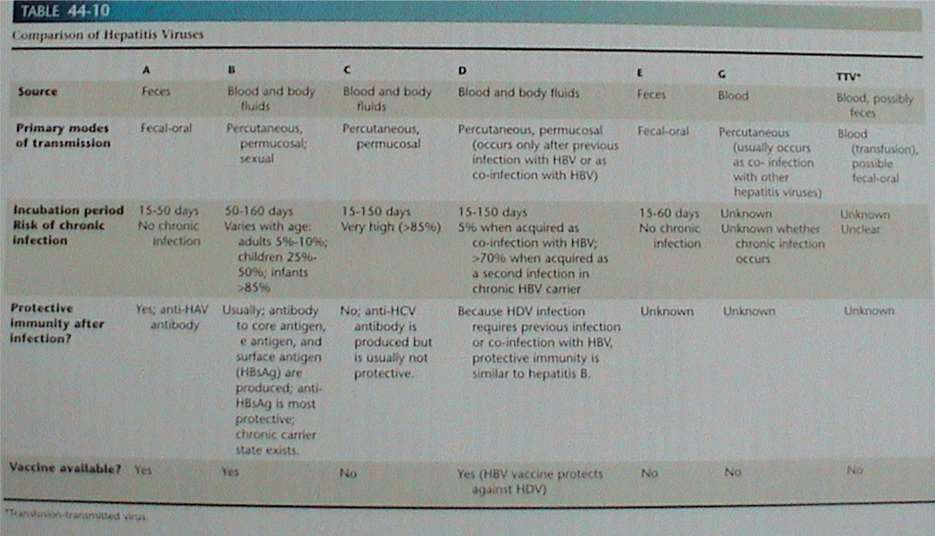 TABLE 44-10
Comparison of Hepatitis Viruses
A B C D E G TTV*
Source Feces Blood and body Blood and body Blood and body fluids Feces Blood Blood, possibly
fluids fluids feces
Primary modes Fecal-oral Percutaneous, Percutaneous, Percutaneous, permucosal Fecal-oral Percutaneous Blood
of transmission permucosal; permucosal (occurs only after previous (usually occurs (transfusion),
sexual infection with HBV or as as co- infection possible
co-infection with HBV) with other fecal-oral
hepatitis viruses)
Incubation period 15-50 days 50-160 days 15-150 days 15-150 days 15-60 days Unknown Unknown
Risk of chronic No chronic Varies with age: Very high (>85%) 5% when acquired as No chronic Unknown whether Unclear
infection infection adults 5%-10%; co-infection with HBV; infection chronic infection
children 25%- >70% when acquired as occurs
50%; infants a second infection in
>85% chronic HBV carrier
Protective Yes; anti-HAV Usually; antibody No; anti-HCV Because HDV infection Unknown Unknown Unknown
immunity after antibody to core antigen, antibody is requires previous infection
infection? e antigen, and produced but or co-infection with HBV,
surface antigen is usually not protective immunity is
(HBsAg) are protective. similar to hepatitis B.
produced; anti-
HBsAg is most
protective;
chronic carrier
state exists.
Vaccine available? Yes Yes No Yes (HBV vaccine protects No No No
against HDV)
*Transfusion-transmitted virus.